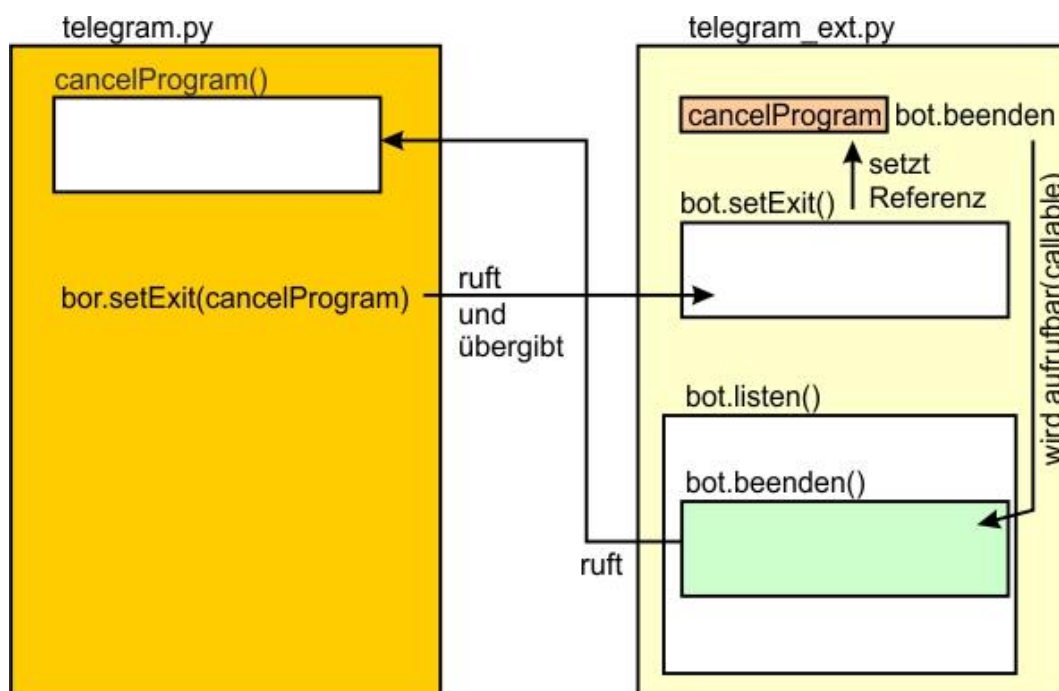 telegram.py
telegram_ext.py
cancelProgram()
cancelProgram bot.beenden
setzt
Referenz
bot.setExit()
bor.setExit(cancelProgram)
ruft
und
übergibt
wird aufrufbar(callable)
bot.listen()
bot.beenden()
ruft